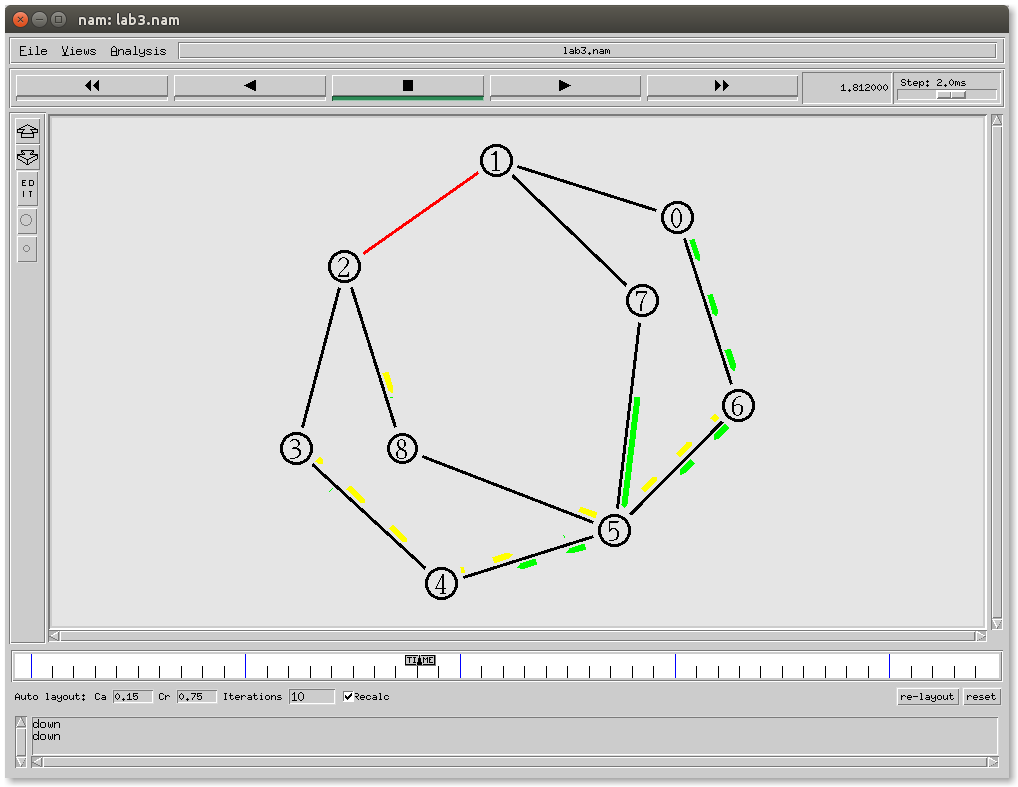 nam: lab3.nam
File Views Analysis lab3.nam
1.812000 Step: 2.0ms
ED
IT
1
0
2
7
6
3
8
5
4
TIME
Auto layout: Ca 0.15 Cr 0.75 Iterations 10 Recalc re-layout reset
down
down